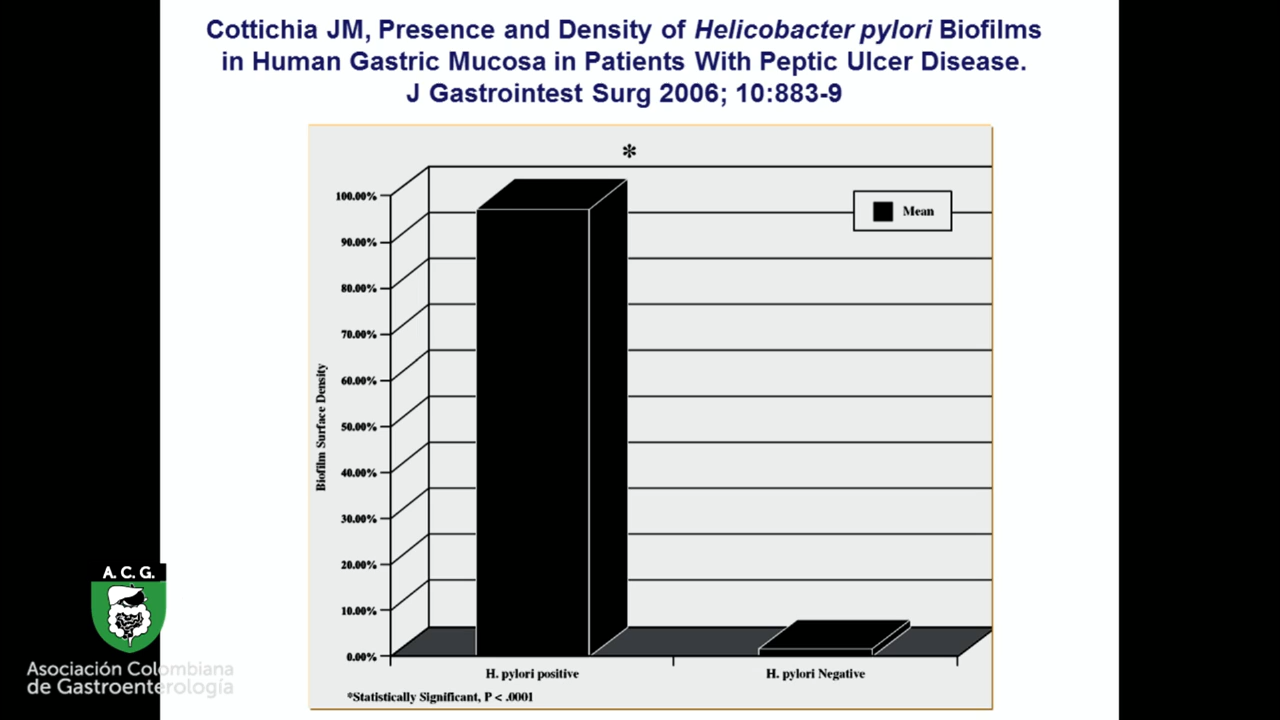 Cottichia JM, Presence and Density of Helicobacter pylori Biofilms
in Human Gastric Mucosa in Patients With Peptic Ulcer Disease.
J Gastrointest Surg 2006; 10:883-9
*
100.00%
90.00%
80.00%
70.00%
60.00%
50.00%
40.00%
30.00%
20.00%
10.00%
0.00%
Biofilm Surface Density
Mean
H. pylori positive
H. pylori Negative
*Statistically Significant, P < .0001
A. C. G.
Asociación Colombiana
de Gastroenterología